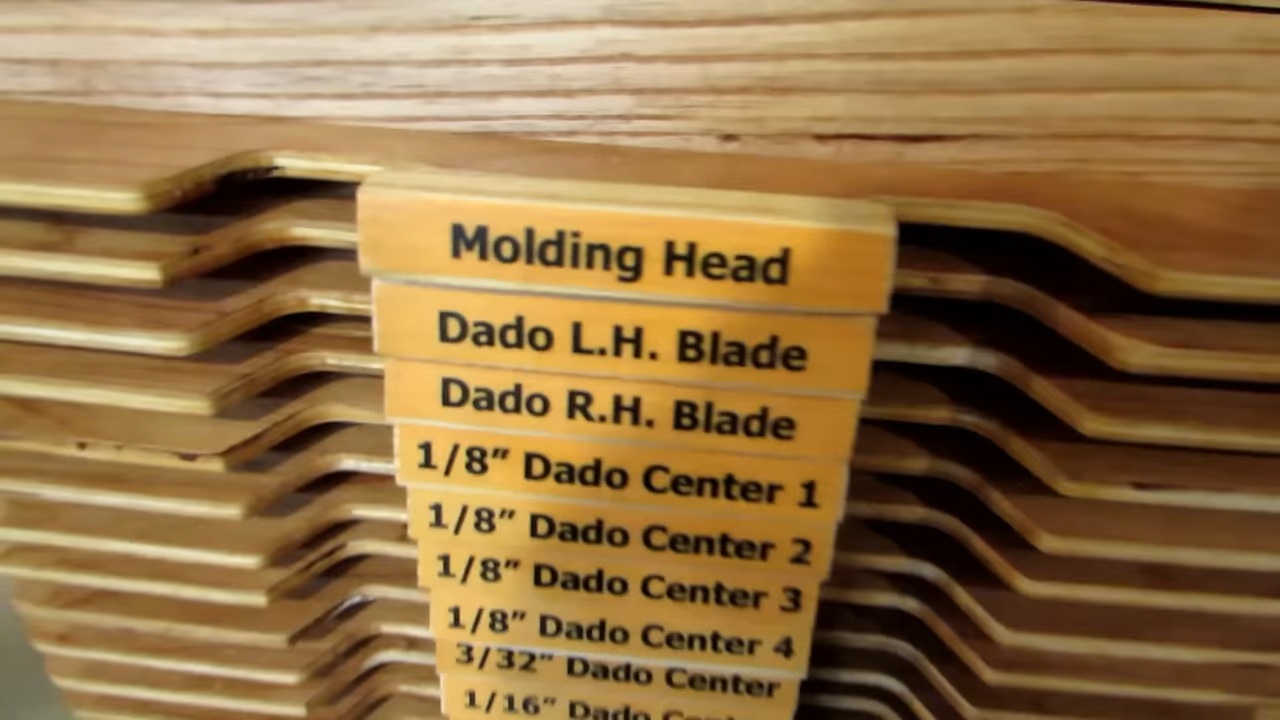 Molding Head
Dado L.H. Blade
Dado R.H. Blade
1/8" Dado Center 1
1/8" Dado Center 2
1/8" Dado Center 3
1/8" Dado Center 4
3/32" Dado Center
1/16" Dado